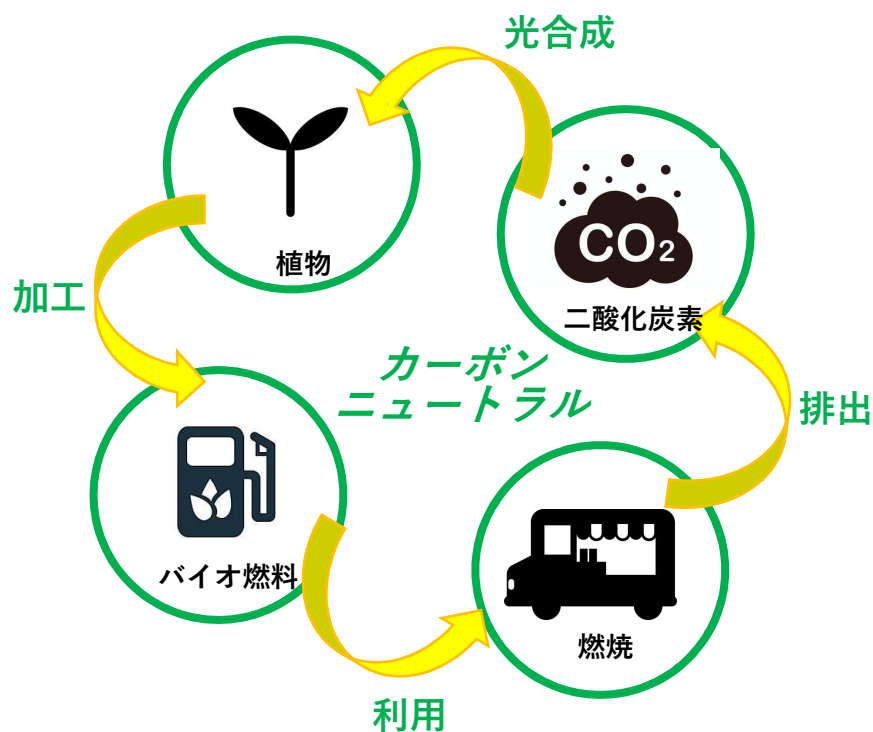 光合成
植物
CO₂
二酸化炭素
加工
カーボン
ニュートラル
排出
バイオ燃料
燃焼
利用